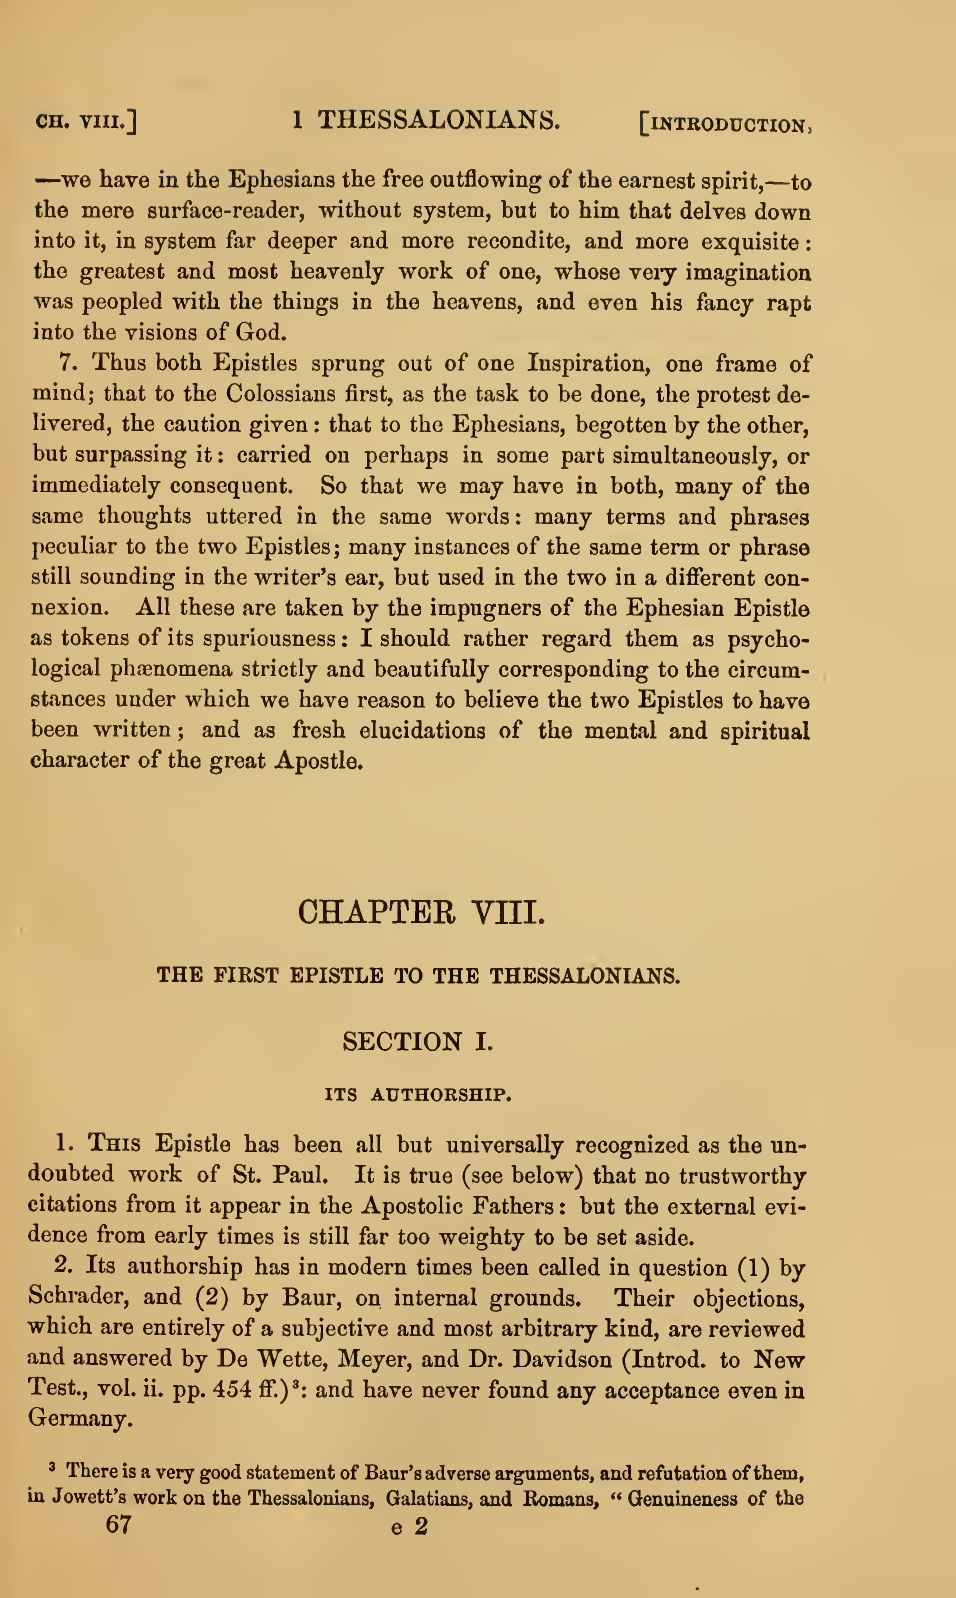 CH. VIII.] 1 THESSALONIANS. [INTRODUCTION,
—we have in the Ephesians the free outflowing of the earnest spirit,—to
the mere surface-reader, without system, but to him that delves down
into it, in system far deeper and more recondite, and more exquisite :
the greatest and most heavenly work of one, whose very imagination
was peopled with the things in the heavens, and even his fancy rapt
into the visions of God.
7. Thus both Epistles sprung out of one Inspiration, one frame of
mind; that to the Colossians first, as the task to be done, the protest de-
livered, the caution given : that to the Ephesians, begotten by the other,
but surpassing it : carried on perhaps in some part simultaneously, or
immediately consequent. So that we may have in both, many of the
same thoughts uttered in the same words: many terms and phrases
peculiar to the two Epistles; many instances of the same term or phrase
still sounding in the writer's ear, but used in the two in a different con-
nexion. All these are taken by the impugners of the Ephesian Epistle
as tokens of its spuriousness : I should rather regard them as psycho-
logical phænomena strictly and beautifully corresponding to the circum-
stances under which we have reason to believe the two Epistles to have
been written ; and as fresh elucidations of the mental and spiritual
character of the great Apostle.
CHAPTER VIII.
THE FIRST EPISTLE TO THE THESSALONIANS.
SECTION I.
ITS AUTHORSHIP.
1. THIS Epistle has been all but universally recognized as the un-
doubted work of St. Paul. It is true (see below) that no trustworthy
citations from it appear in the Apostolic Fathers : but the external evi-
dence from early times is still far too weighty to be set aside.
2. Its authorship has in modern times been called in question (1) by
Schrader, and (2) by Baur, on internal grounds. Their objections,
which are entirely of a subjective and most arbitrary kind, are reviewed
and answered by De Wette, Meyer, and Dr. Davidson (Introd. to New
Test., vol. ii. pp. 454 ff.)³: and have never found any acceptance even in
Germany.
³ There is a very good statement of Baur's adverse arguments, and refutation of them,
in Jowett's work on the Thessalonians, Galatians, and Romans, “ Genuineness of the
67 e 2